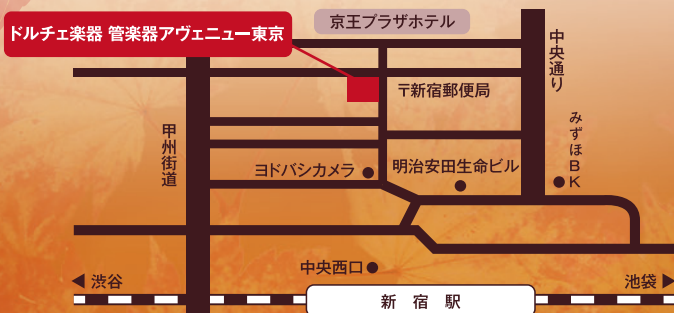 京王プラザホテル
ドルチェ楽器 管楽器アヴェニュー東京
中央通り
〒新宿郵便局
みずほBK
甲州街道
ヨドバシカメラ
明治安田生命ビル
中央西口
渋谷
池袋
新宿駅